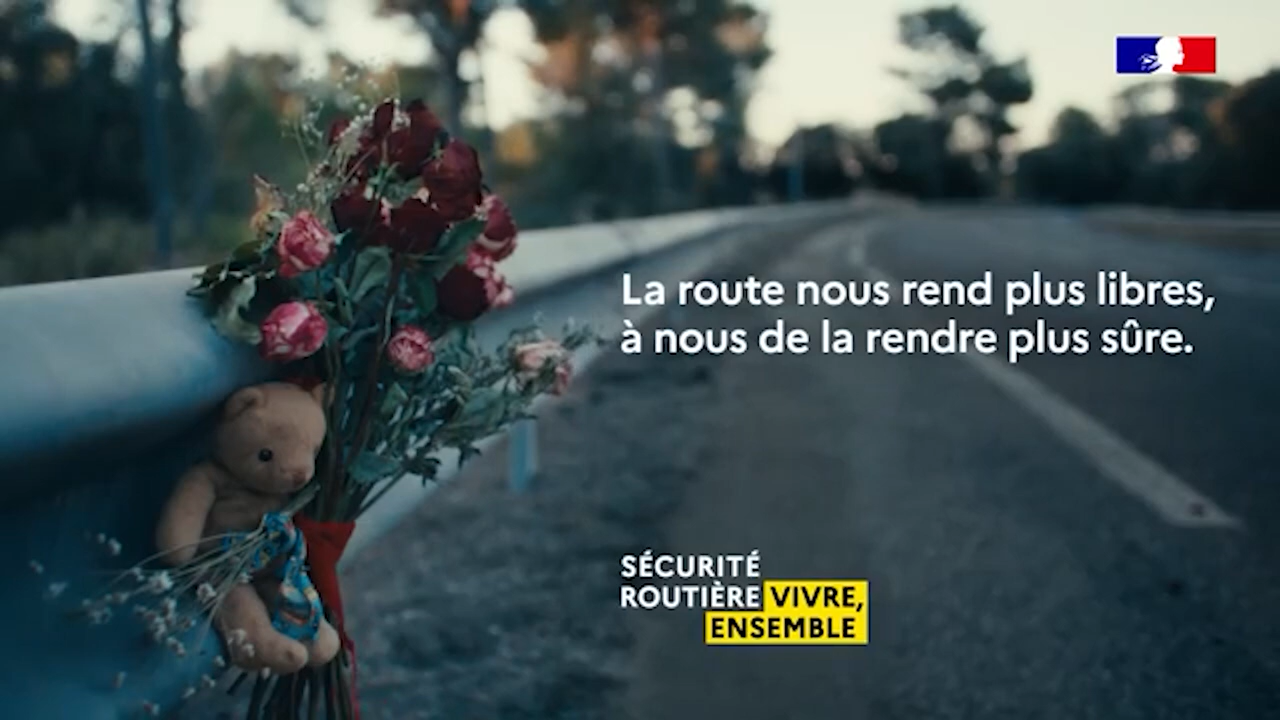 La route nous rend plus libres,
à nous de la rendre plus sûre.
SÉCURITÉ
ROUTIÈRE VIVRE,
ENSEMBLE